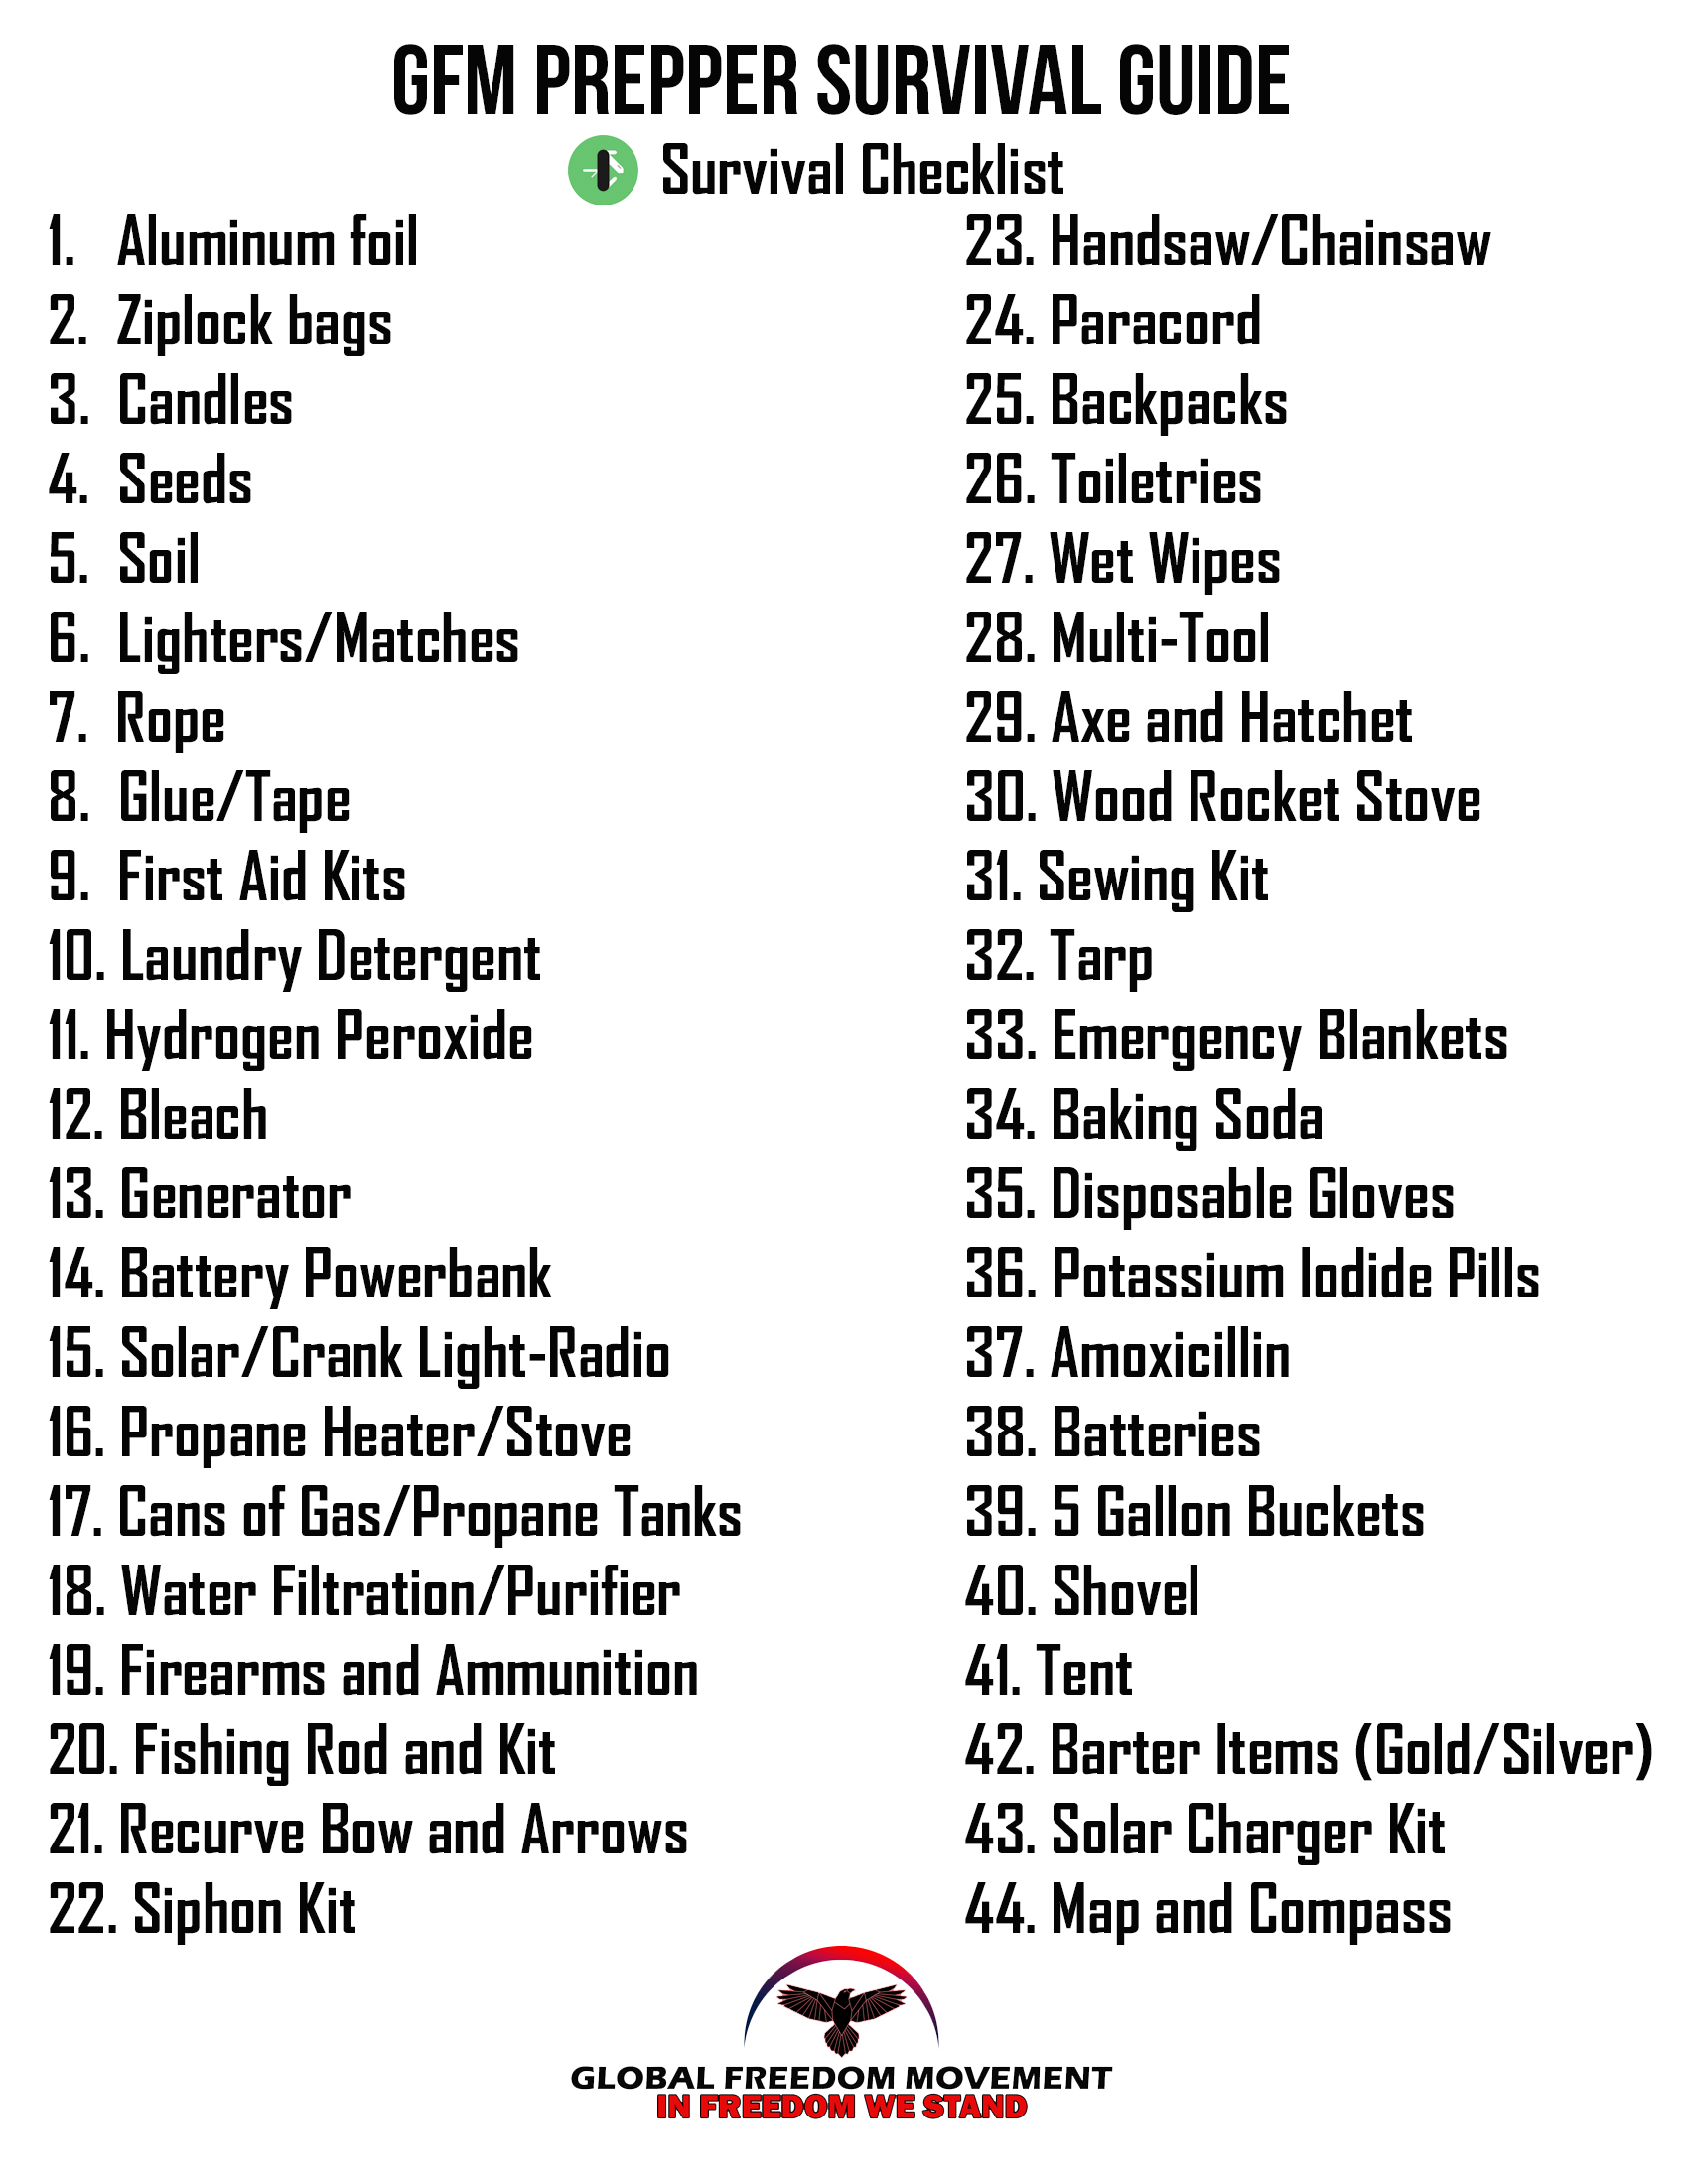 GFM PREPPER SURVIVAL GUIDE
Survival Checklist
1. Aluminum foil
2. Ziplock bags
3. Candles
4. Seeds
5. Soil
6. Lighters/Matches
7. Rope
8. Glue/Tape
9. First Aid Kits
10. Laundry Detergent
11. Hydrogen Peroxide
12. Bleach
13. Generator
14. Battery Powerbank
15. Solar/Crank Light-Radio
16. Propane Heater/Stove
17. Cans of Gas/Propane Tanks
18. Water Filtration/Purifier
19. Firearms and Ammunition
20. Fishing Rod and Kit
21. Recurve Bow and Arrows
22. Siphon Kit
23. Handsaw/Chainsaw
24. Paracord
25. Backpacks
26. Toiletries
27. Wet Wipes
28. Multi-Tool
29. Axe and Hatchet
30. Wood Rocket Stove
31. Sewing Kit
32. Tarp
33. Emergency Blankets
34. Baking Soda
35. Disposable Gloves
36. Potassium Iodide Pills
37. Amoxicillin
38. Batteries
39. 5 Gallon Buckets
40. Shovel
41. Tent
42. Barter Items (Gold/Silver)
43. Solar Charger Kit
44. Map and Compass
GLOBAL FREEDOM MOVEMENT
IN FREEDOM WE STAND